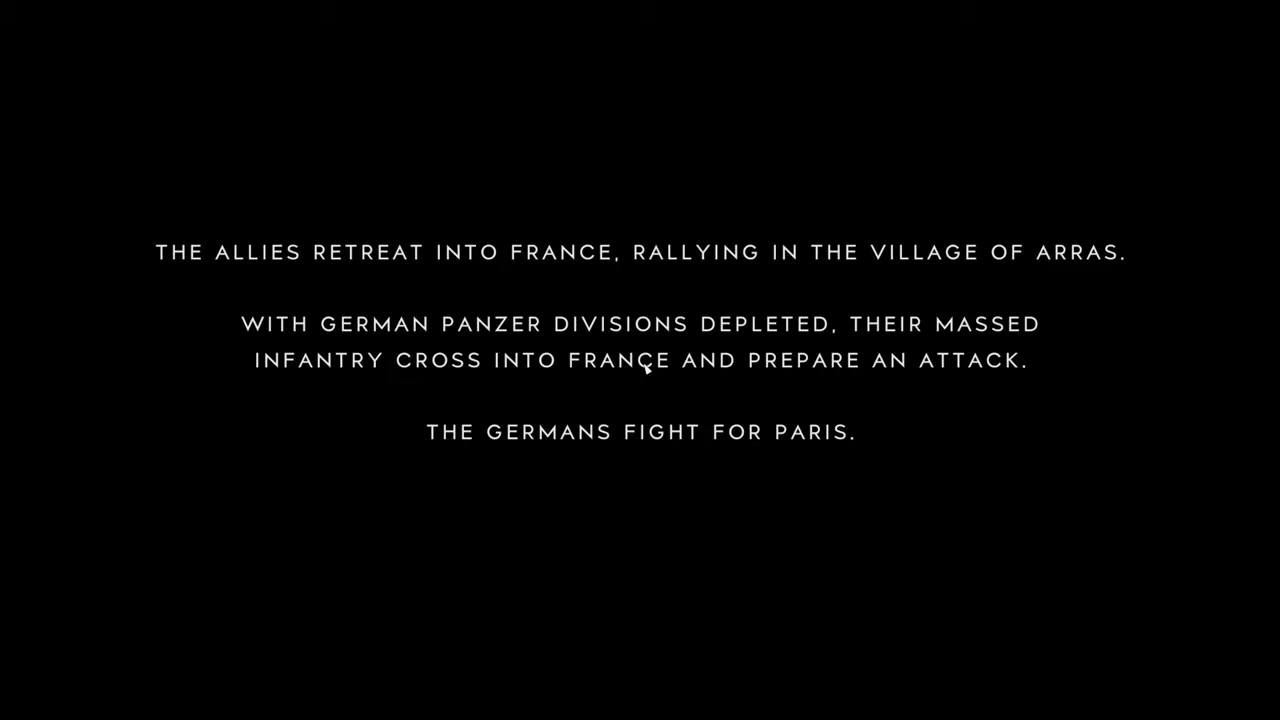 THE ALLIES RETREAT INTO FRANCE, RALLYING IN THE VILLAGE OF ARRAS.
WITH GERMAN PANZER DIVISIONS DEPLETED, THEIR MASSED
INFANTRY CROSS INTO FRANCE AND PREPARE AN ATTACK.
THE GERMANS FIGHT FOR PARIS.